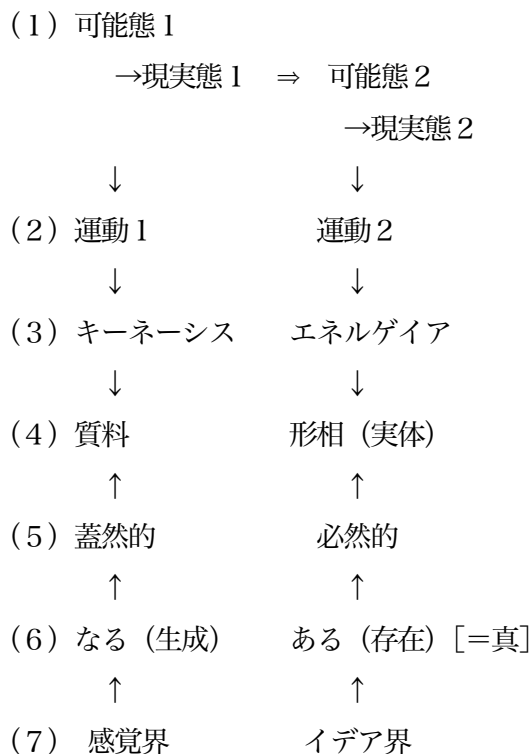 （１）可能態１
→現実態１ ⇒ 可能態２
→現実態２
↓ ↓
（２）運動１ 運動２
↓ ↓
（３）キーネーシス エネルゲイア
↓ ↓
（４）質料 形相（実体）
↑ ↑
（５）蓋然的 必然的
↑ ↑
（６）なる（生成） ある（存在）［＝真］
↑ ↑
（７）感覚界 イデア界